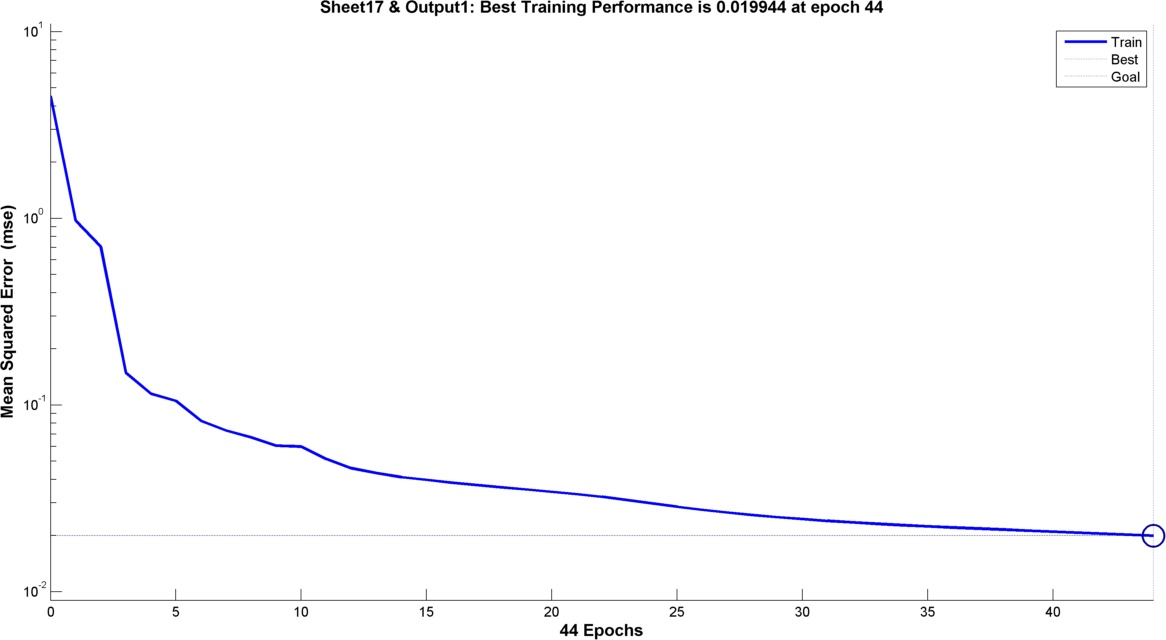 Sheet17 & Output1: Best Training Performance is 0.019944 at epoch 44
Mean Squared Error (mse)
10^1
10^0
10^-1
10^-2
Train
Best
Goal
0 5 10 15 20 25 30 35 40
44 Epochs